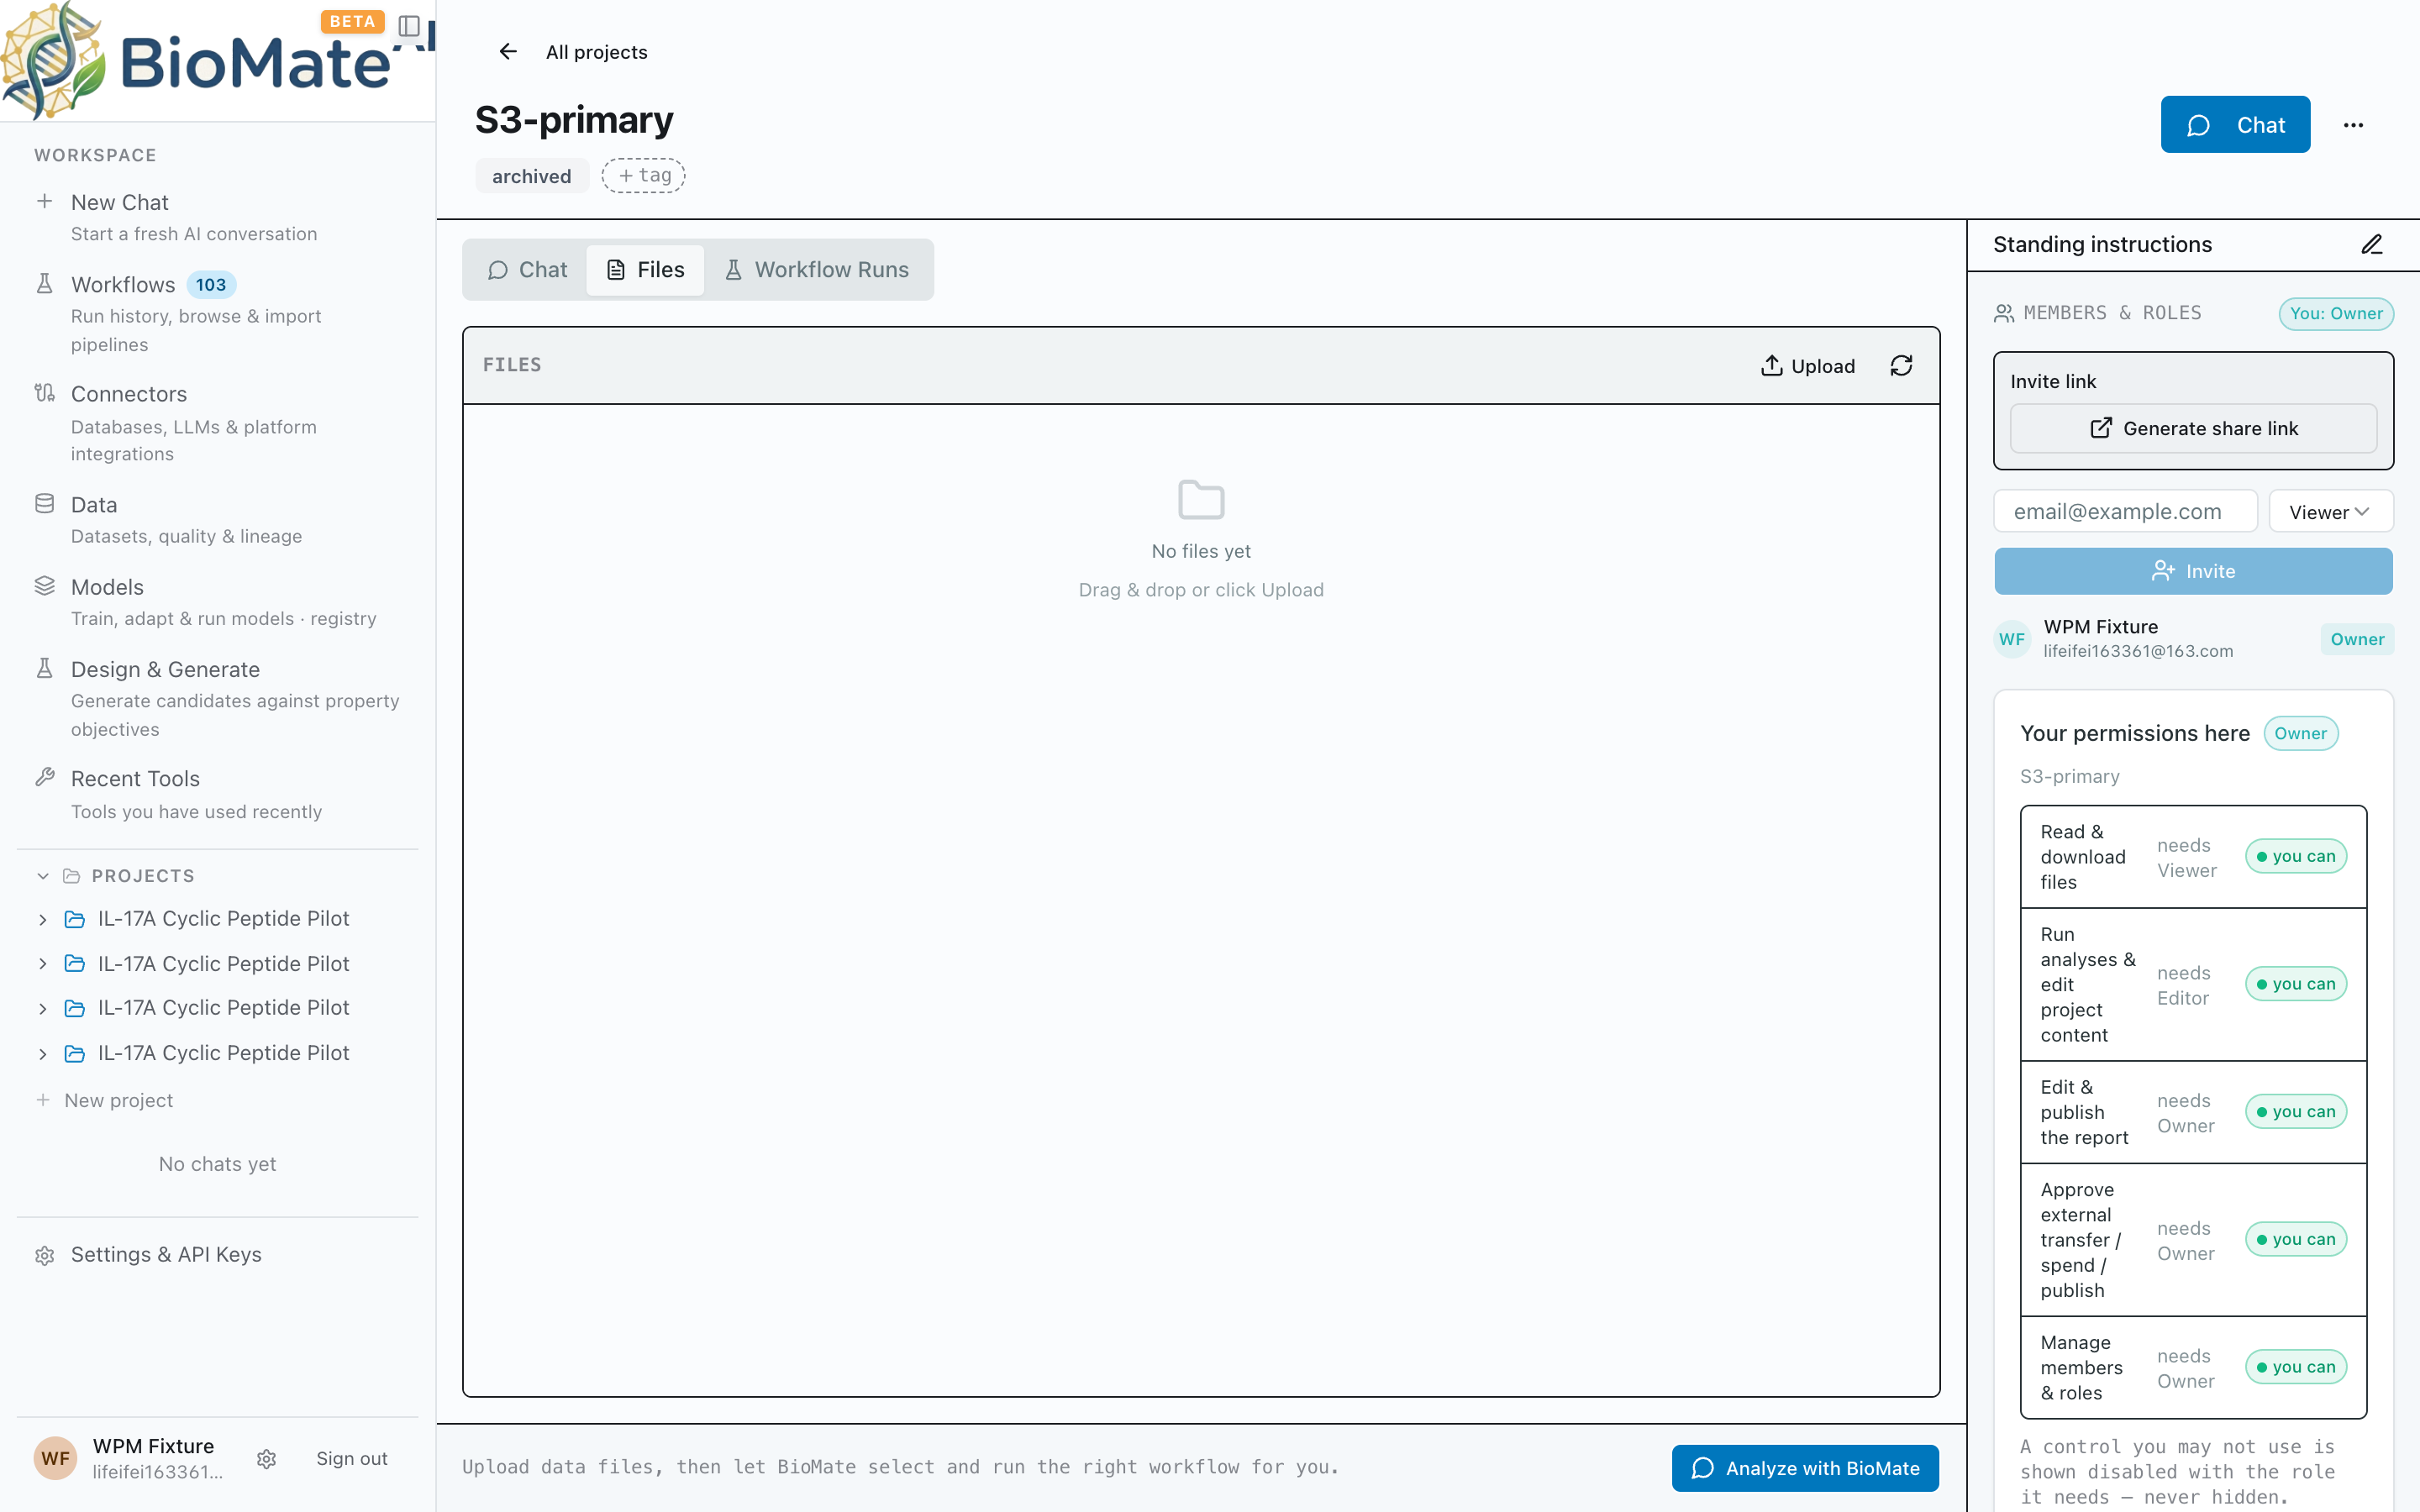 BioMate
BETA
WORKSPACE
New Chat
Start a fresh AI conversation
Workflows 103
Run history, browse & import
pipelines
Connectors
Databases, LLMs & platform
integrations
Data
Datasets, quality & lineage
Models
Train, adapt & run models · registry
Design & Generate
Generate candidates against property
objectives
Recent Tools
Tools you have used recently
PROJECTS
IL-17A Cyclic Peptide Pilot
IL-17A Cyclic Peptide Pilot
IL-17A Cyclic Peptide Pilot
IL-17A Cyclic Peptide Pilot
+ New project
No chats yet
Settings & API Keys
WF
WPM Fixture
lifeifei163361...
Sign out
All projects
S3-primary
archived
+ tag
Chat
Chat
Files
Workflow Runs
FILES
Upload
No files yet
Drag & drop or click Upload
Upload data files, then let BioMate select and run the right workflow for you.
Analyze with BioMate
Standing instructions
MEMBERS & ROLES
You: Owner
Invite link
Generate share link
email@example.com
Viewer
Invite
WF
WPM Fixture
lifeifei163361@163.com
Owner
Your permissions here
Owner
S3-primary
Read &
download
files
needs
Viewer
you can
Run
analyses &
edit
project
content
needs
Editor
you can
Edit &
publish
the report
needs
Owner
you can
Approve
external
transfer /
spend /
publish
needs
Owner
you can
Manage
members
& roles
needs
Owner
you can
A control you may not use is
shown disabled with the role
it needs — never hidden.